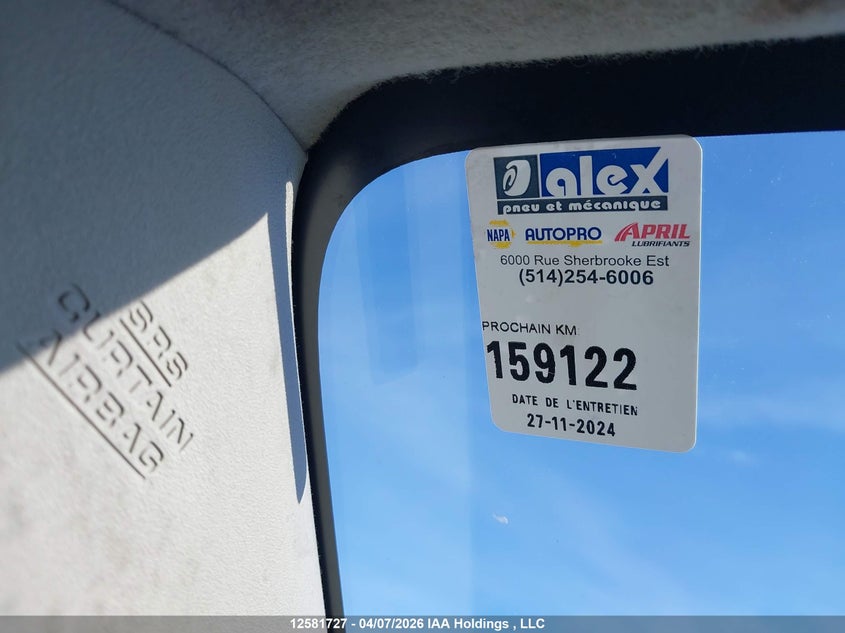 alex
pneu et mécanique
NAPA AUTOPRO APRIL
LUBRIFIANTS
6000 Rue Sherbrooke Est
(514)254-6006
PROCHAIN KM:
159122
DATE DE L'ENTRETIEN
27-11-2024
SRS
CURTAIN
AIRBAG
12581727 - 04/07/2026 IAA Holdings , LLC